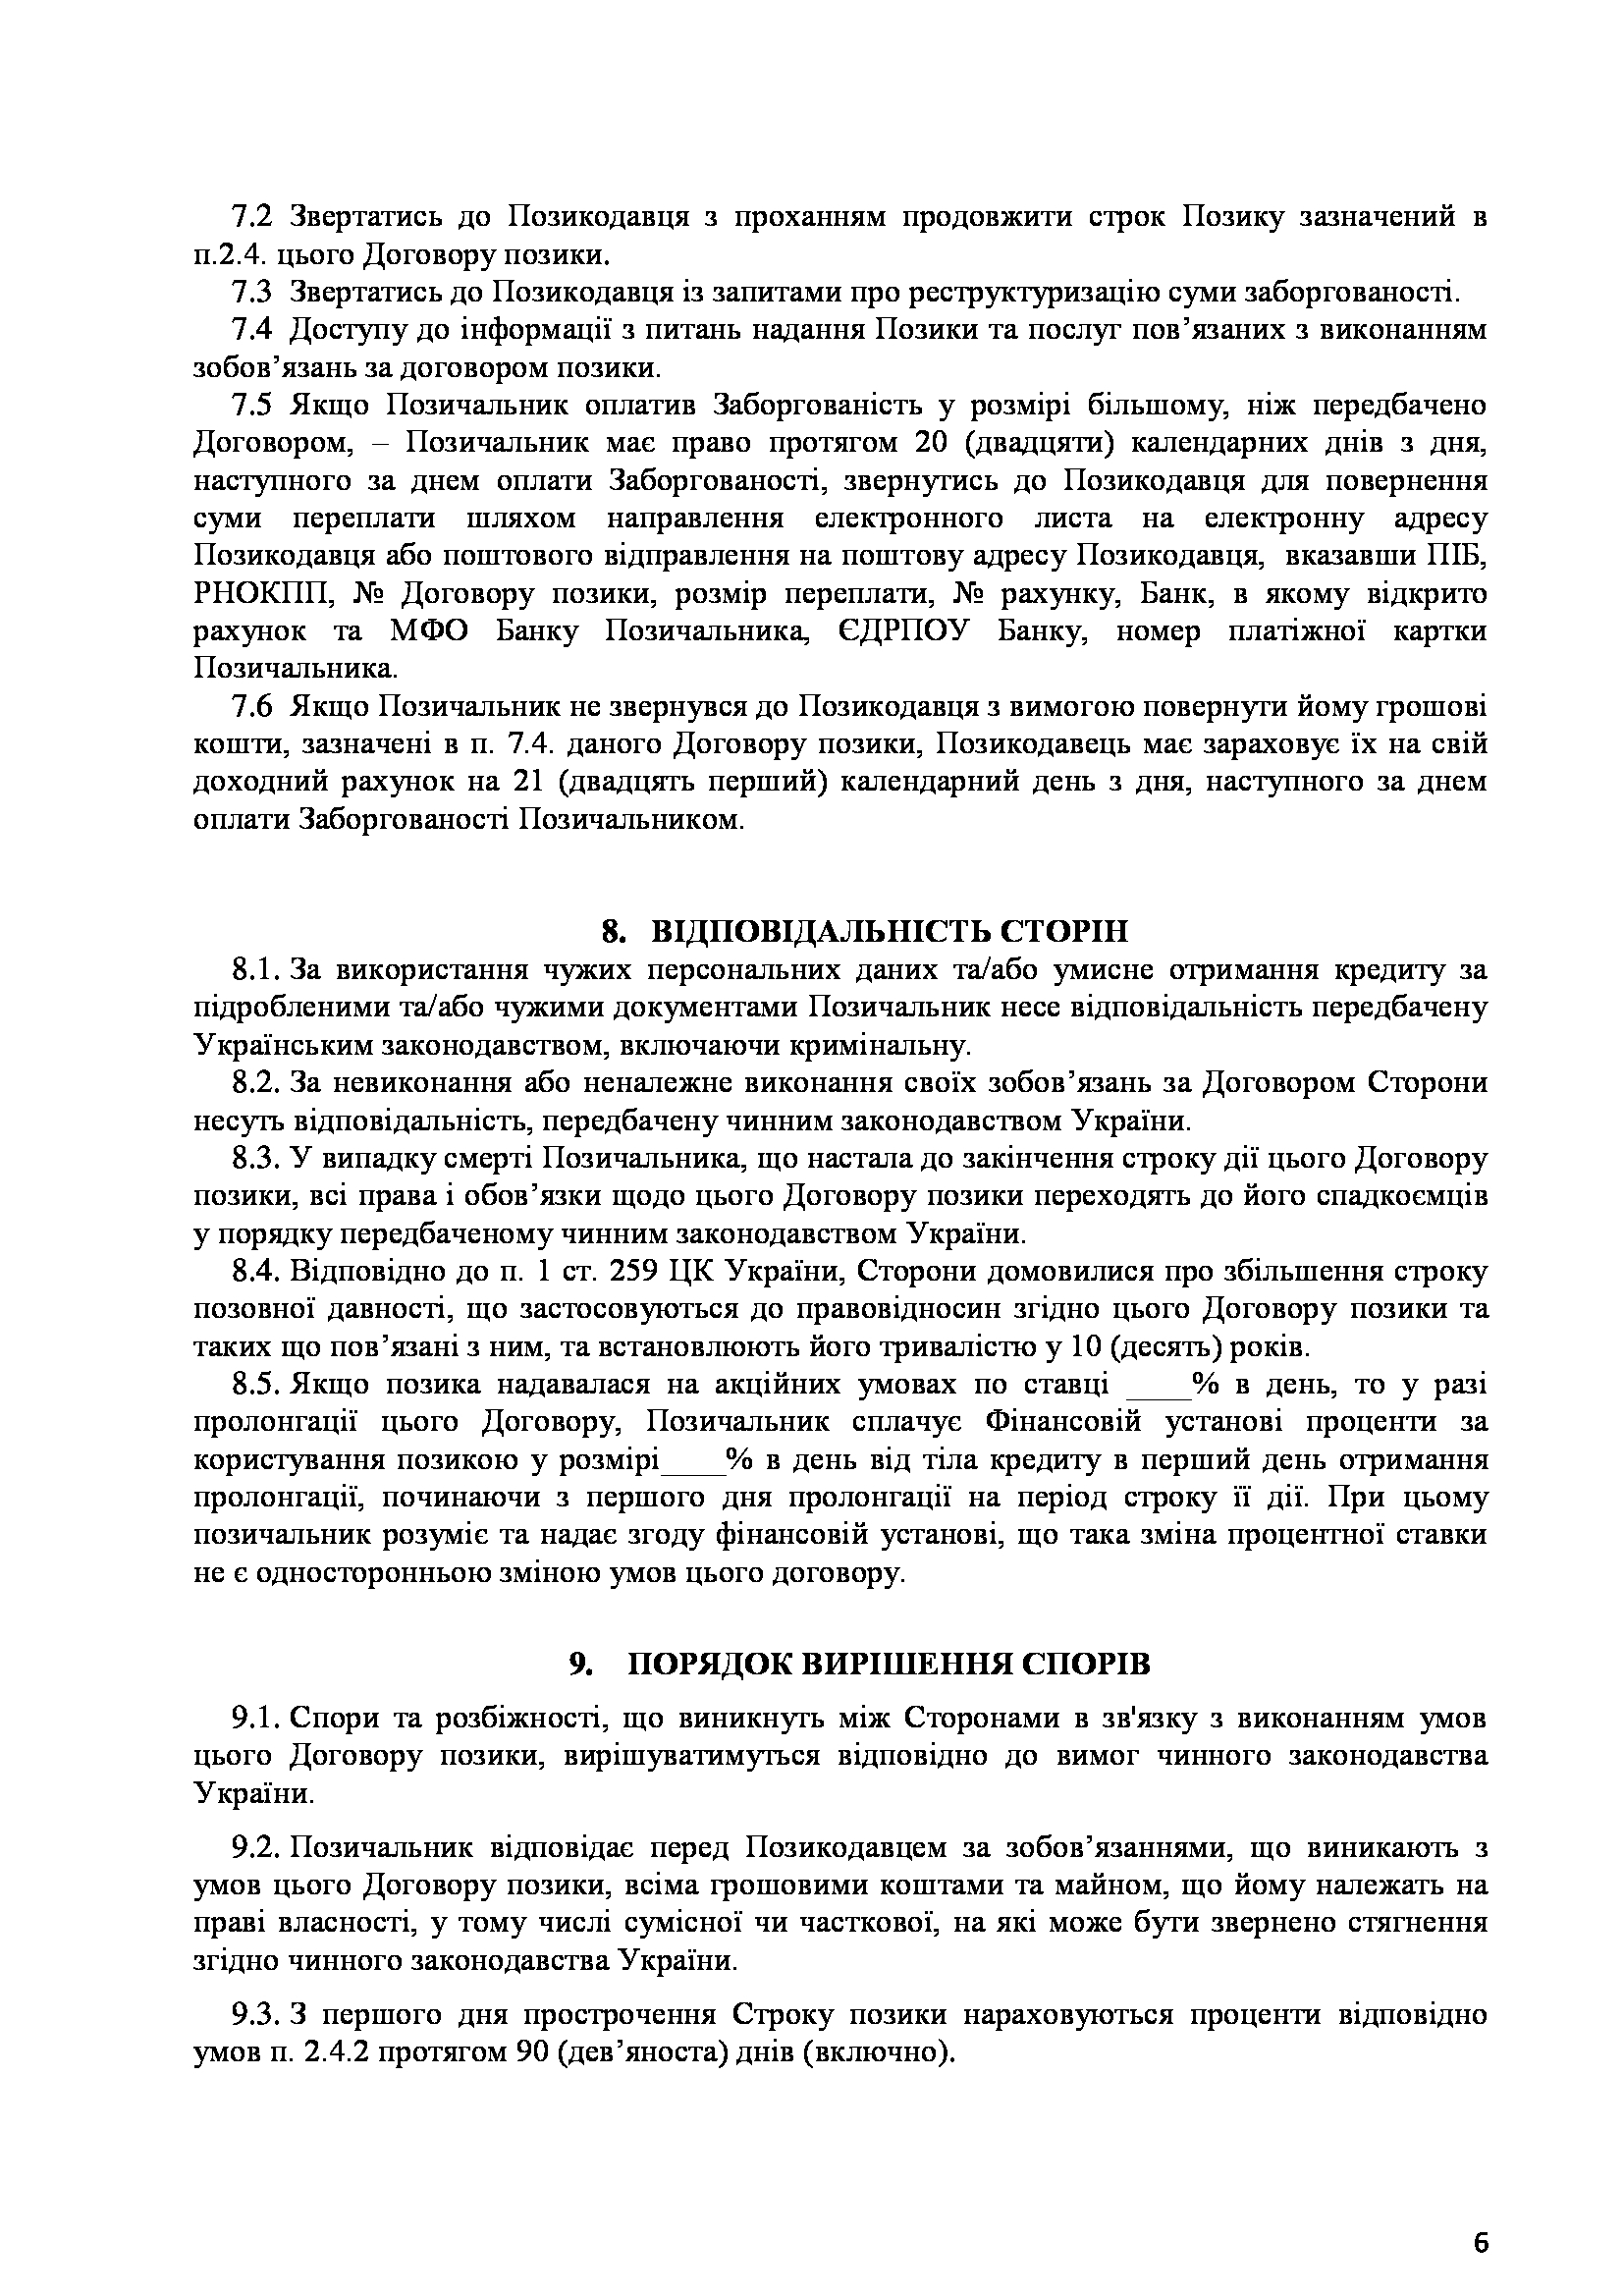 7.2 Звертатись до Позикодавця з проханням продовжити строк Позику зазначений в
п.2.4. цього Договору позики.
7.3 Звертатись до Позикодавця із запитами про реструктуризацію суми заборгованості.
7.4 Доступу до інформації з питань надання Позики та послуг пов’язаних з виконанням
зобов’язань за договором позики.
7.5 Якщо Позичальник оплатив Заборгованість у розмірі більшому, ніж передбачено
Договором, – Позичальник має право протягом 20 (двадцяти) календарних днів з дня,
наступного за днем оплати Заборгованості, звернутись до Позикодавця для повернення
суми переплати шляхом направлення електронного листа на електронну адресу
Позикодавця або поштового відправлення на поштову адресу Позикодавця, вказавши ПІБ,
РНОКПП, № Договору позики, розмір переплати, № рахунку, Банк, в якому відкрито
рахунок та МФО Банку Позичальника, ЄДРПОУ Банку, номер платіжної картки
Позичальника.
7.6 Якщо Позичальник не звернувся до Позикодавця з вимогою повернути йому грошові
кошти, зазначені в п. 7.4. даного Договору позики, Позикодавець має зараховує їх на свій
доходний рахунок на 21 (двадцять перший) календарний день з дня, наступного за днем
оплати Заборгованості Позичальником.
8. ВІДПОВІДАЛЬНІСТЬ СТОРІН
8.1. За використання чужих персональних даних та/або умисне отримання кредиту за
підробленими та/або чужими документами Позичальник несе відповідальність передбачену
Українським законодавством, включаючи кримінальну.
8.2. За невиконання або неналежне виконання своїх зобов’язань за Договором Сторони
несуть відповідальність, передбачену чинним законодавством України.
8.3. У випадку смерті Позичальника, що настала до закінчення строку дії цього Договору
позики, всі права і обов’язки щодо цього Договору позики переходять до його спадкоємців
у порядку передбаченому чинним законодавством України.
8.4. Відповідно до п. 1 ст. 259 ЦК України, Сторони домовилися про збільшення строку
позовної давності, що застосовуються до правовідносин згідно цього Договору позики та
таких що пов’язані з ним, та встановлюють його тривалістю у 10 (десять) років.
8.5. Якщо позика надавалася на акційних умовах по ставці ____% в день, то у разі
пролонгації цього Договору, Позичальник сплачує Фінансовій установі проценти за
користування позикою у розмірі____% в день від тіла кредиту в перший день отримання
пролонгації, починаючи з першого дня пролонгації на період строку її дії. При цьому
позичальник розуміє та надає згоду фінансовій установі, що така зміна процентної ставки
не є односторонньою зміною умов цього договору.
9. ПОРЯДОК ВИРІШЕННЯ СПОРІВ
9.1. Спори та розбіжності, що виникнуть між Сторонами в зв'язку з виконанням умов
цього Договору позики, вирішуватимуться відповідно до вимог чинного законодавства
України.
9.2. Позичальник відповідає перед Позикодавцем за зобов’язаннями, що виникають з
умов цього Договору позики, всіма грошовими коштами та майном, що йому належать на
праві власності, у тому числі сумісної чи часткової, на які може бути звернено стягнення
згідно чинного законодавства України.
9.3. З першого дня прострочення Строку позики нараховуються проценти відповідно
умов п. 2.4.2 протягом 90 (дев’яноста) днів (включно).
6